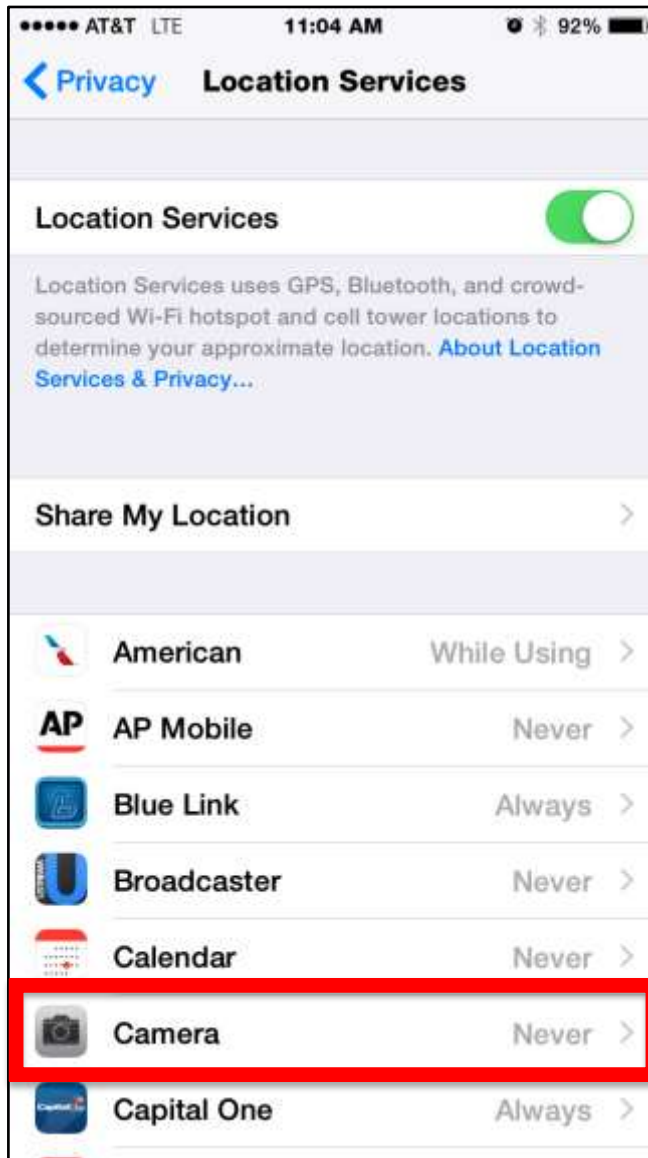 AT&T LTE 11:04 AM 92%
Privacy Location Services
Location Services
Location Services uses GPS, Bluetooth, and crowd-
sourced Wi-Fi hotspot and cell tower locations to
determine your approximate location. About Location
Services & Privacy...
Share My Location
American While Using
AP AP Mobile Never
Blue Link Always
Broadcaster Never
Calendar Never
Camera Never
Capital One Always